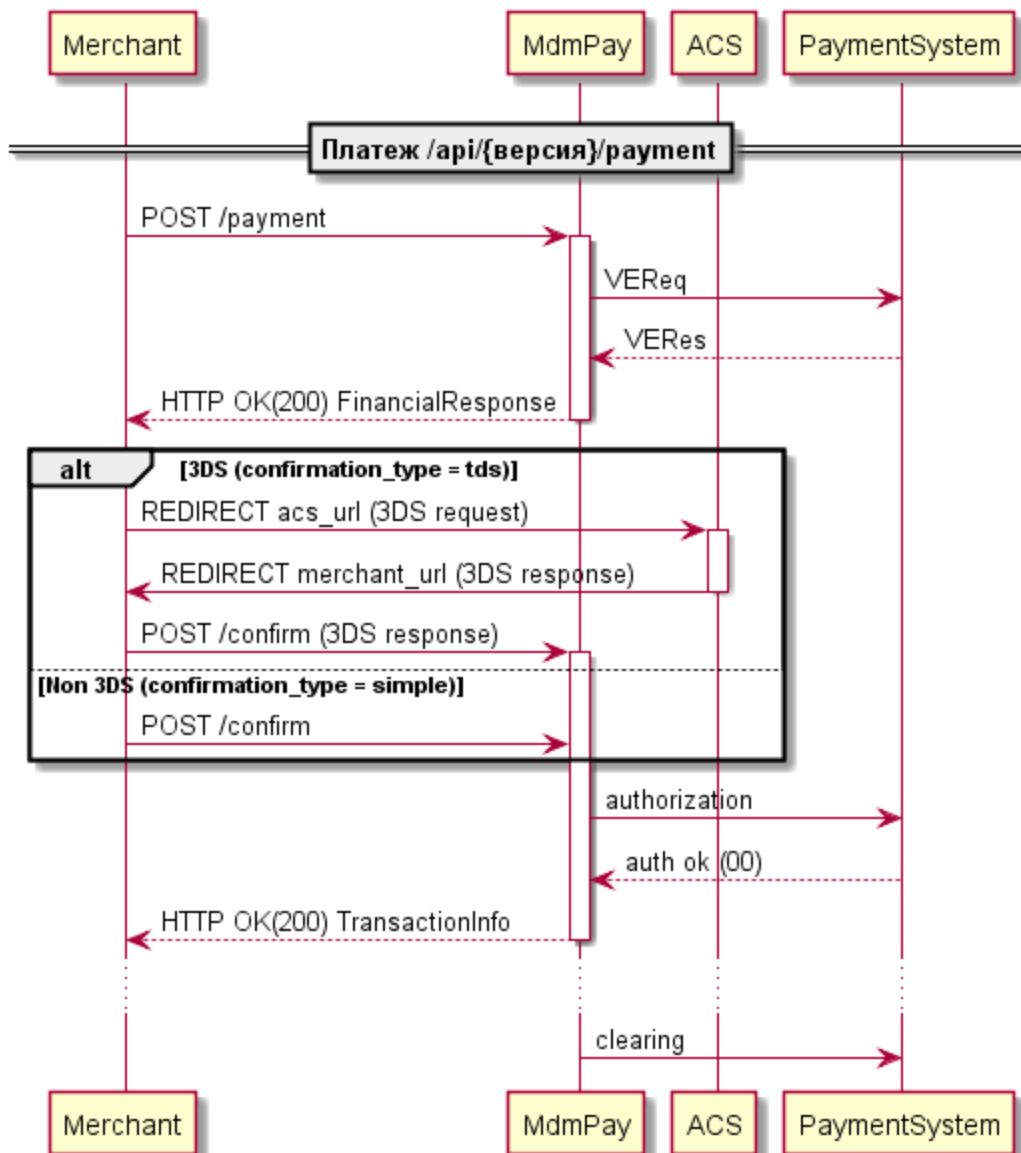 Merchant MdmPay ACS PaymentSystem
Платеж /api/{версия}/payment
POST /payment
VEReq
VERes
HTTP OK(200) FinancialResponse
alt [3DS (confirmation_type = tds)]
REDIRECT acs_url (3DS request)
REDIRECT merchant_url (3DS response)
POST /confirm (3DS response)
[Non 3DS (confirmation_type = simple)]
POST /confirm
authorization
auth ok (00)
HTTP OK(200) TransactionInfo
clearing
Merchant MdmPay ACS PaymentSystem